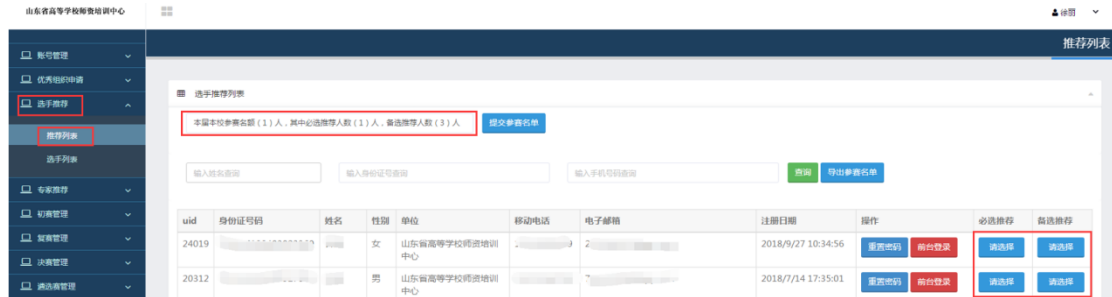 山东省高等学校师资培训中心
徐丽
推荐列表
账号管理
优秀组织申请
选手推荐
推荐列表
选手列表
专家推荐
初赛管理
复赛管理
决赛管理
遴选赛管理
选手推荐列表
本届本校参赛名额（1）人，其中必选推荐人数（1）人，备选推荐人数（3）人 提交参赛名单
输入姓名查询 输入身份证号查询 输入手机号码查询 查询 导出参赛名单
uid 身份证号码 姓名 性别 单位 移动电话 电子邮箱 注册日期 操作 必选推荐 备选推荐
24019 女 山东省高等学校师资培训中心 2018/9/27 10:34:56 重置密码 前台登录 请选择 请选择
20312 男 山东省高等学校师资培训中心 2018/7/14 17:35:01 重置密码 前台登录 请选择 请选择